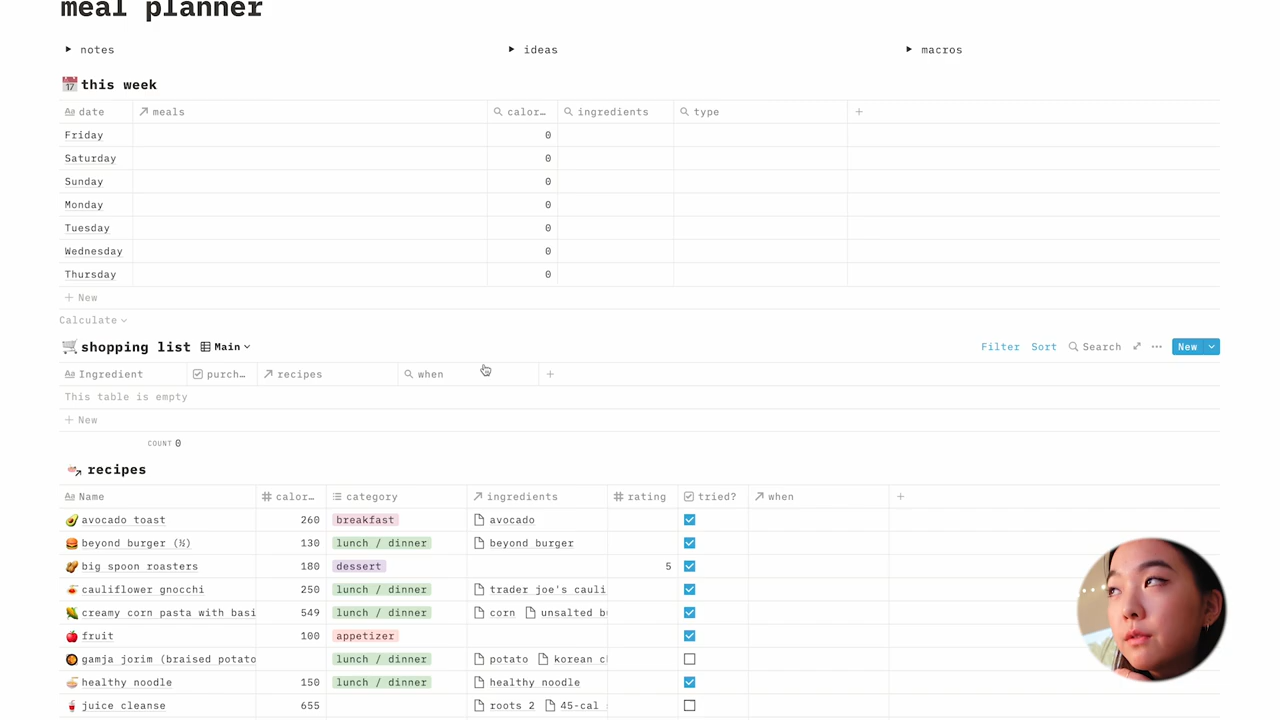 meal planner
notes ideas macros
this week
Aa date meals calor… ingredients type +
Friday 0
Saturday 0
Sunday 0
Monday 0
Tuesday 0
Wednesday 0
Thursday 0
+ New
Calculate
shopping list Main Filter Sort Search ••• New
Aa Ingredient purch… recipes when +
This table is empty
+ New
COUNT 0
recipes
Aa Name # calor… category ingredients # rating tried? when +
avocado toast 260 breakfast avocado
beyond burger (½) 130 lunch / dinner beyond burger
big spoon roasters 180 dessert 5
cauliflower gnocchi 250 lunch / dinner trader joe's cauli
creamy corn pasta with basi 549 lunch / dinner corn unsalted bu
fruit 100 appetizer
gamja jorim (braised potato lunch / dinner potato korean c
healthy noodle 150 lunch / dinner healthy noodle
juice cleanse 655 roots 2 45-cal